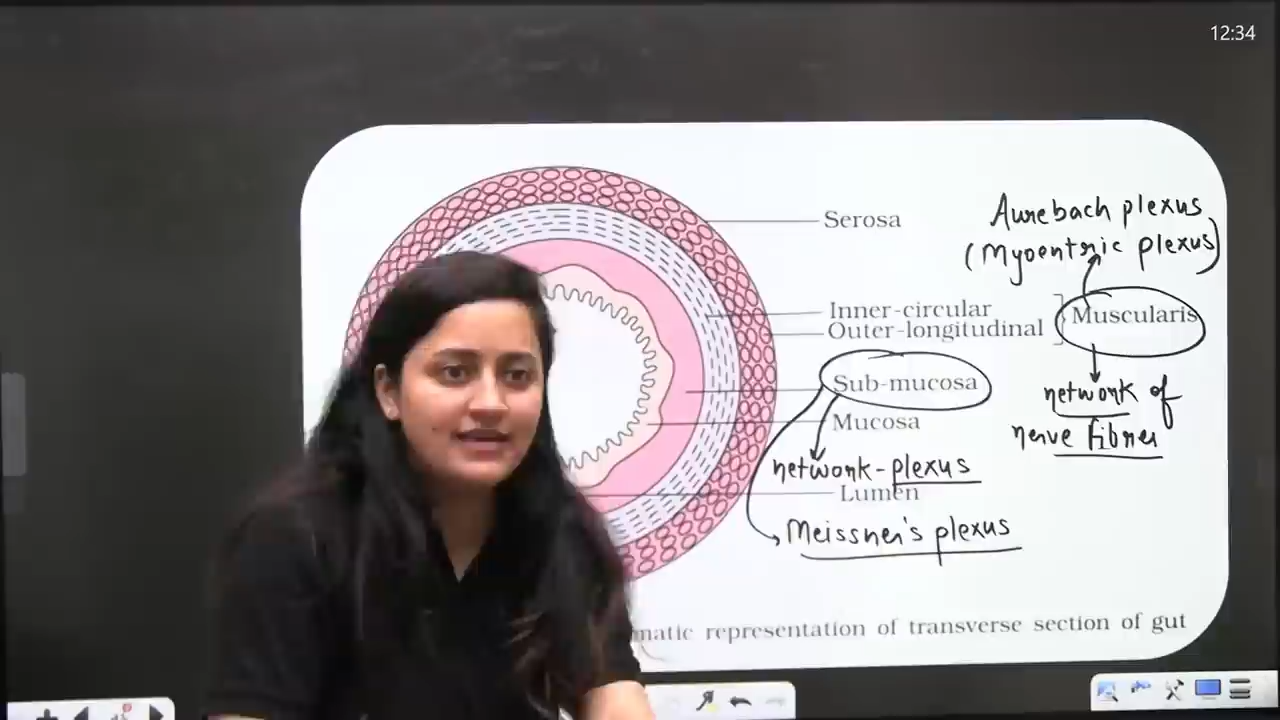 12:34
Aurebach plexus
(Myoentric plexus)
Serosa
Inner-circular
Outer-longitudinal
Muscularis
Sub-mucosa
network of
nerve fibres
Mucosa
network-plexus
Lumen
Meissner's plexus
matic representation of transverse section of gut